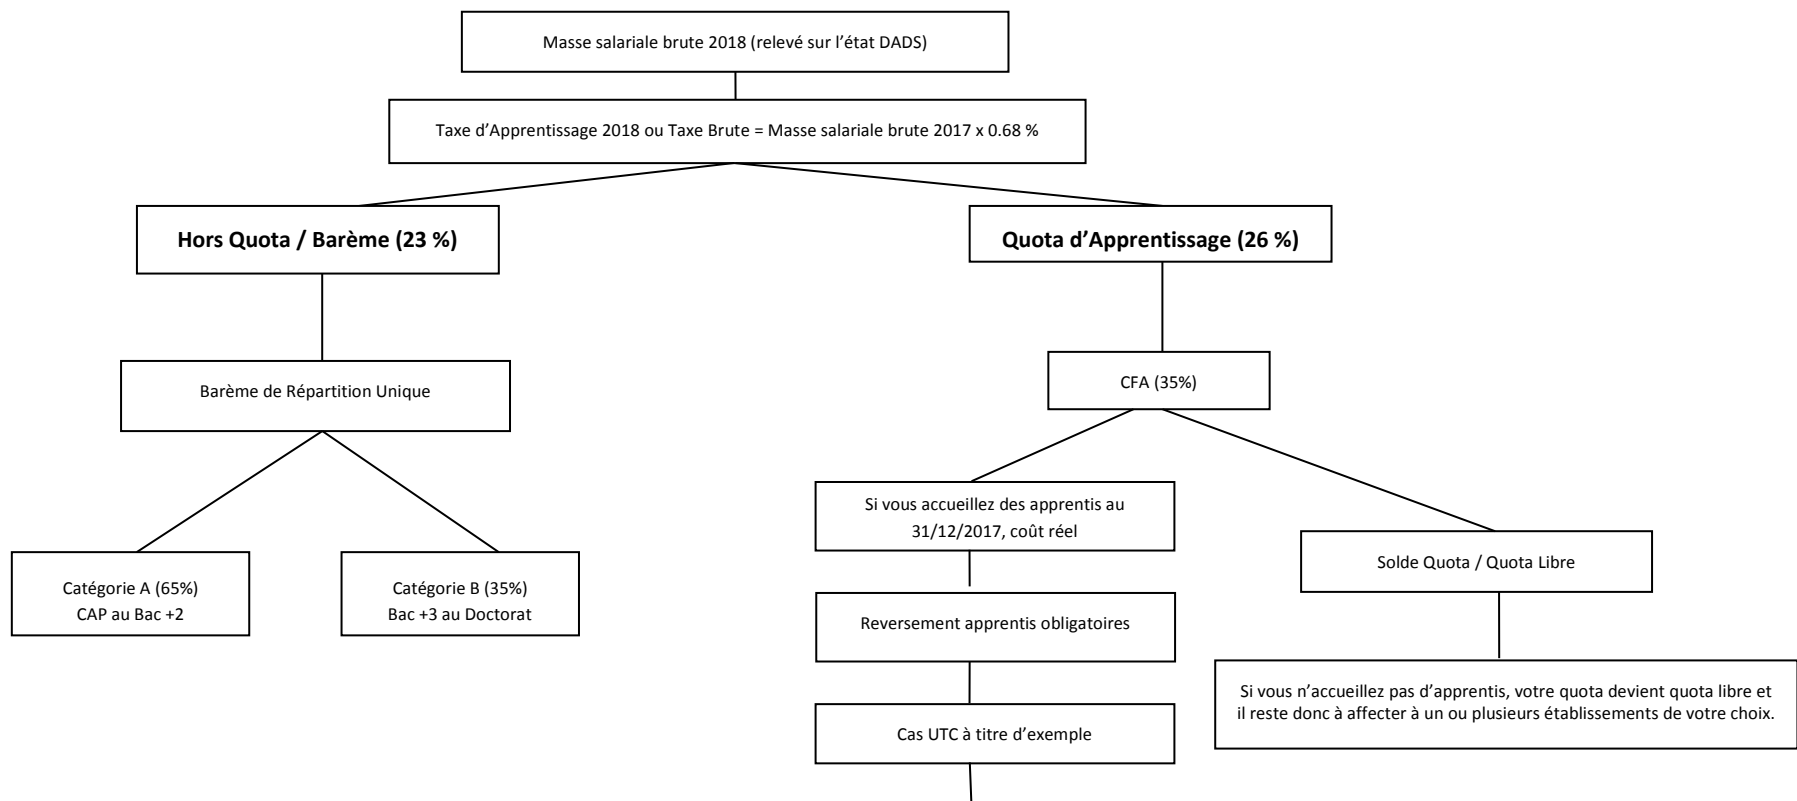 Masse salariale brute 2018 (relevé sur l’état DADS)
Taxe d’Apprentissage 2018 ou Taxe Brute = Masse salariale brute 2017 x 0.68 %
Hors Quota / Barème (23 %)
Quota d’Apprentissage (26 %)
Barème de Répartition Unique
CFA (35%)
Catégorie A (65%)
CAP au Bac +2
Catégorie B (35%)
Bac +3 au Doctorat
Si vous accueillez des apprentis au
31/12/2017, coût réel
Reversement apprentis obligatoires
Cas UTC à titre d’exemple
Solde Quota / Quota Libre
Si vous n’accueillez pas d’apprentis, votre quota devient quota libre et
il reste donc à affecter à un ou plusieurs établissements de votre choix.